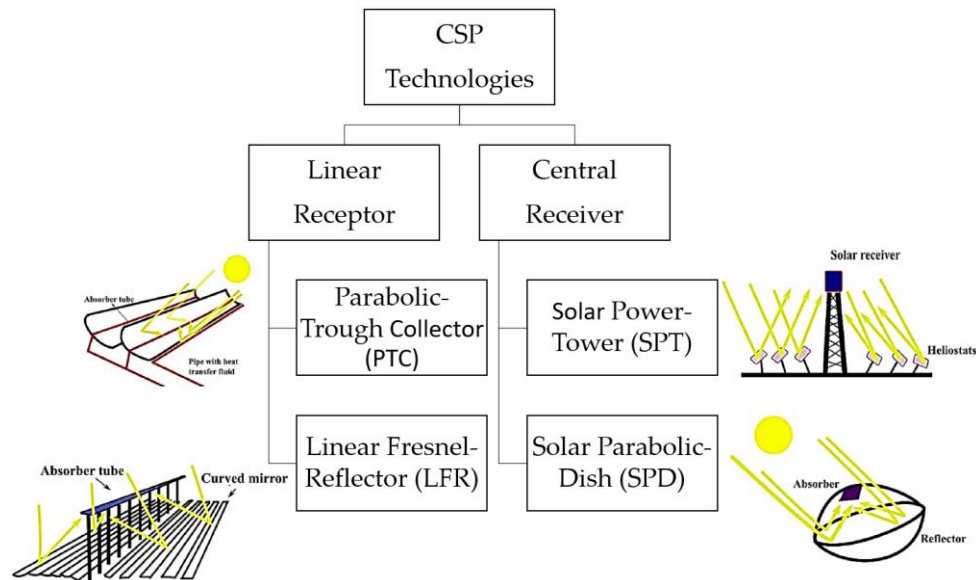 CSP
Technologies
Linear
Receptor
Central
Receiver
Absorber tube
Pipe with heat
transfer fluid
Parabolic-
Trough Collector
(PTC)
Solar Power-
Tower (SPT)
Solar receiver
Heliostats
Absorber tube
Curved mirror
Linear Fresnel-
Reflector (LFR)
Solar Parabolic-
Dish (SPD)
Absorber
Reflector